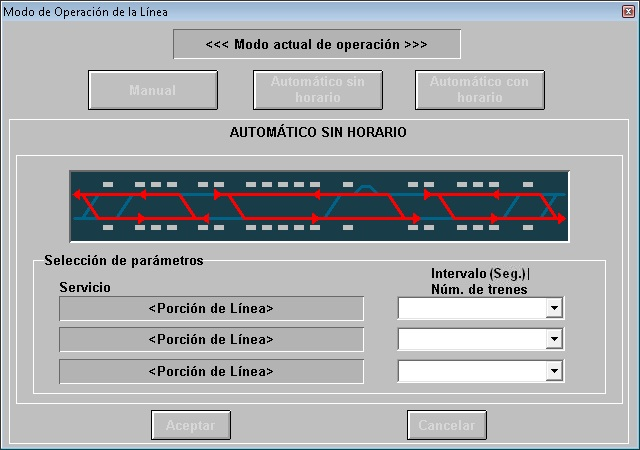 Modo de Operación de la Línea
<<< Modo actual de operación >>>
Manual
Automático sin
horario
Automático con
horario
AUTOMÁTICO SIN HORARIO
Selección de parámetros
Servicio
Intervalo (Seg.)|
Núm. de trenes
<Porción de Línea>
<Porción de Línea>
<Porción de Línea>
Aceptar
Cancelar